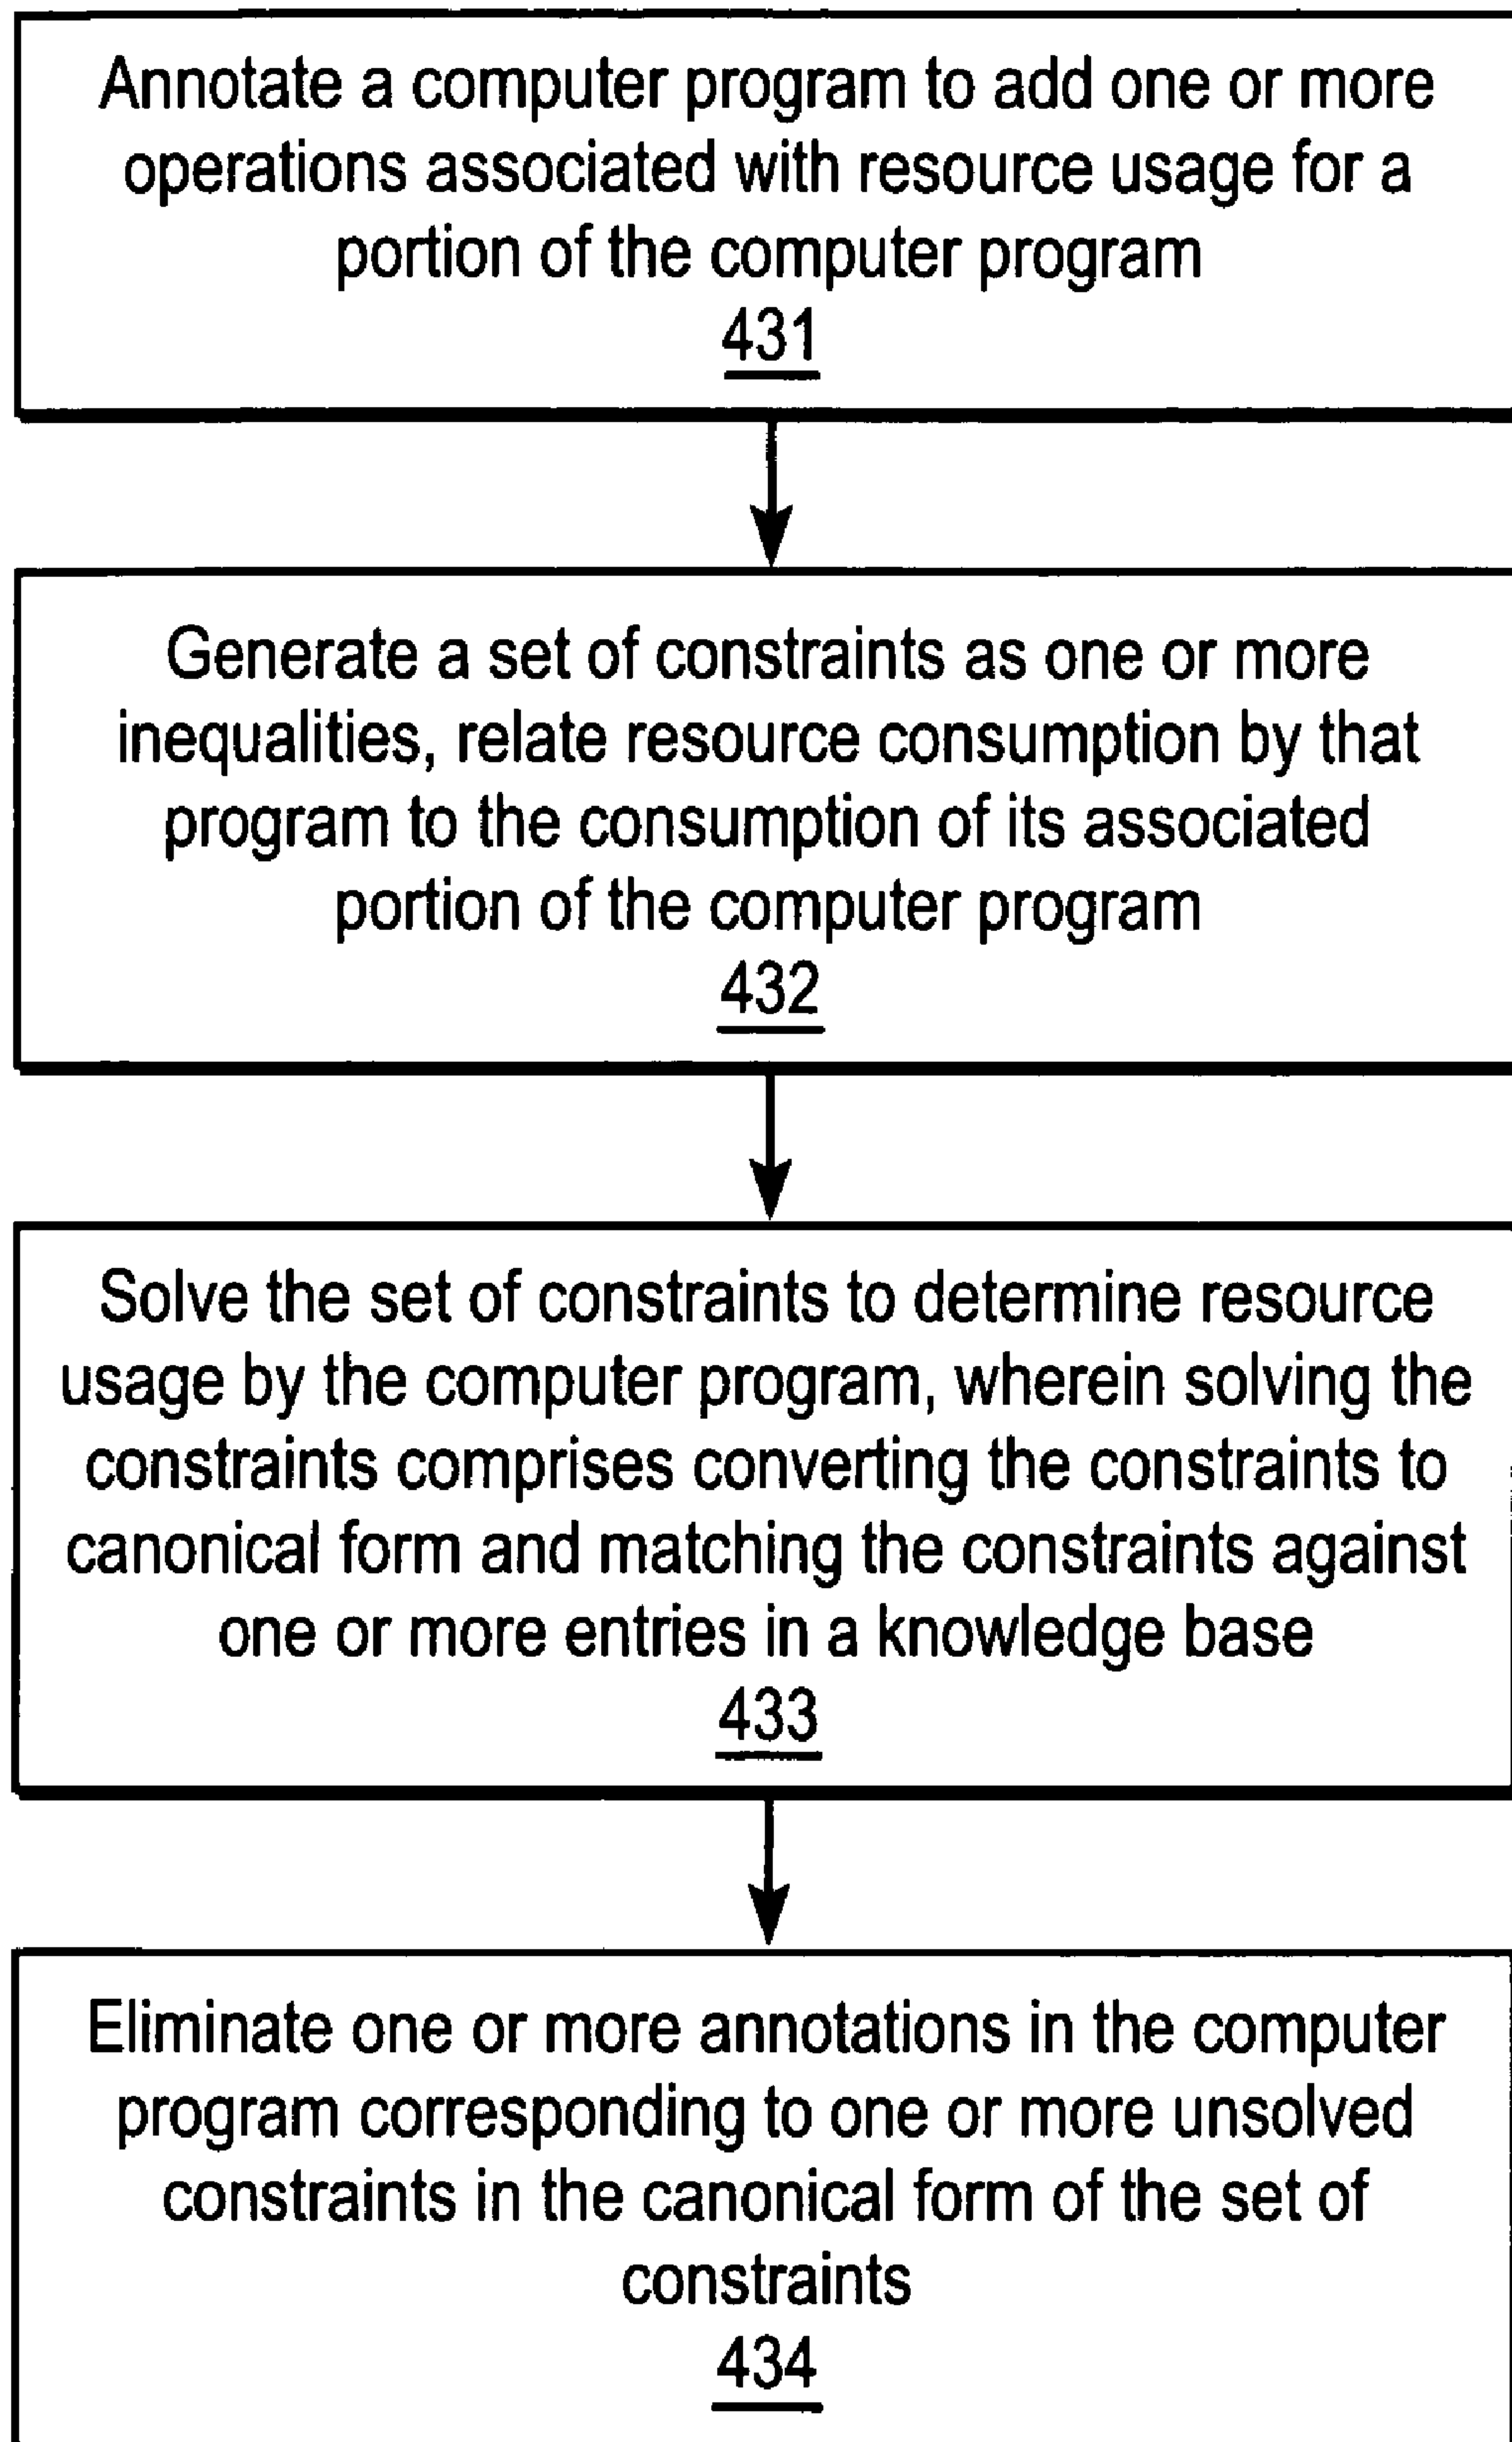 Annotate a computer program to add one or more
operations associated with resource usage for a
portion of the computer program
431
Generate a set of constraints as one or more
inequalities, relate resource consumption by that
program to the consumption of its associated
portion of the computer program
432
Solve the set of constraints to determine resource
usage by the computer program, wherein solving the
constraints comprises converting the constraints to
canonical form and matching the constraints against
one or more entries in a knowledge base
433
Eliminate one or more annotations in the computer
program corresponding to one or more unsolved
constraints in the canonical form of the set of
constraints
434